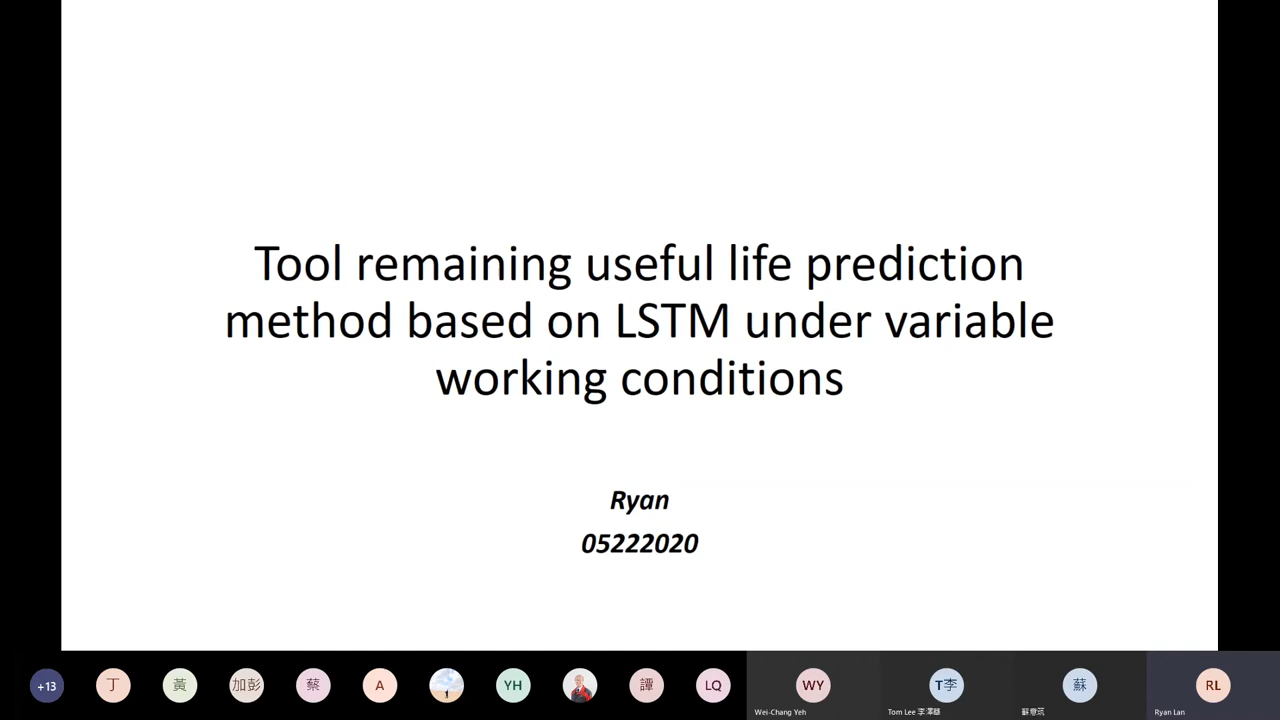 Tool remaining useful life prediction
method based on LSTM under variable
working conditions
Ryan
05222020
+13
丁
黃
加彭
蔡
A
YH
譚
LQ
WY
T李
蘇
RL
Wei-Chang Yeh
Tom Lee 李澤
Ryan Lan